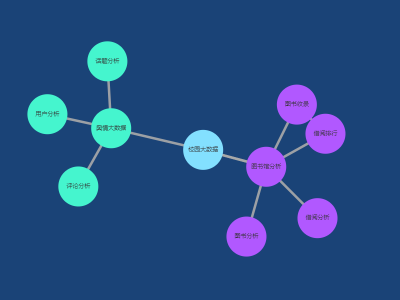 话题分析
用户分析
舆情大数据
评论分析
校园大数据
图书收录
借阅排行
图书馆分析
借阅分析
图书分析